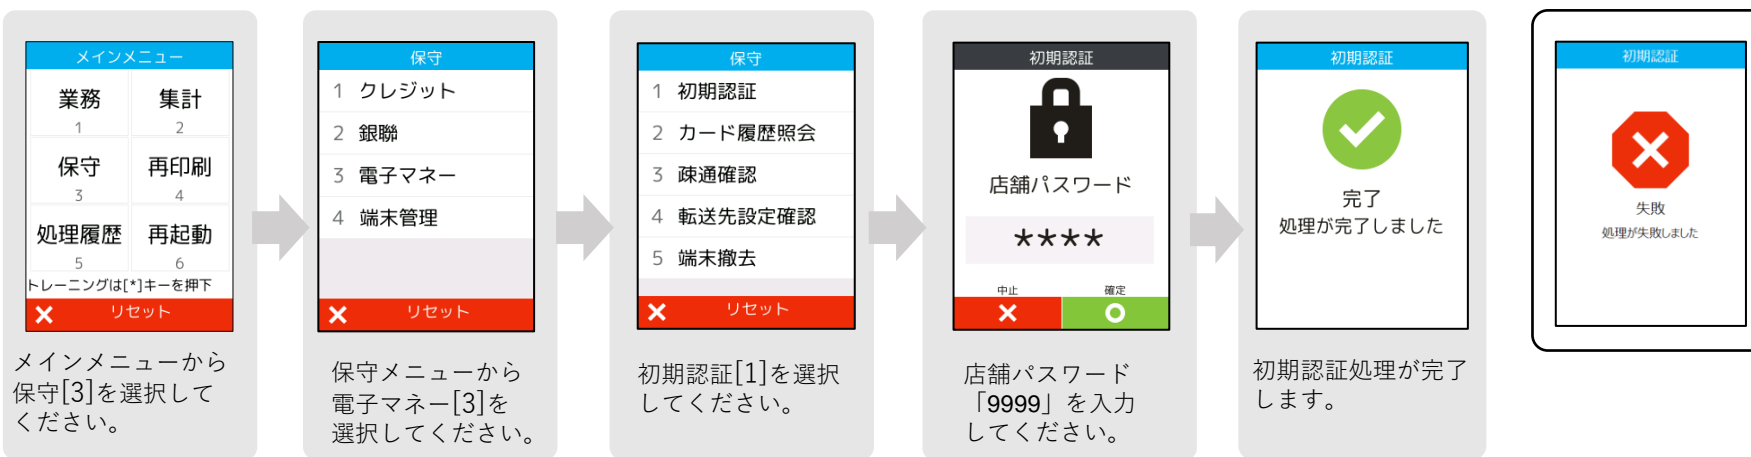 メインメニュー
業務
1
集計
2
保守
3
再印刷
4
処理履歴
5
再起動
6
トレーニングは[*]キーを押下
リセット
メインメニューから
保守[3]を選択して
ください。
保守
1 クレジット
2 銀聯
3 電子マネー
4 端末管理
リセット
保守メニューから
電子マネー[3]を
選択してください。
保守
1 初期認証
2 カード履歴照会
3 疎通確認
4 転送先設定確認
5 端末撤去
リセット
初期認証[1]を選択
してください。
初期認証
店舗パスワード
****
中止
確定
店舗パスワード
「9999」を入力
してください。
初期認証
完了
処理が完了しました
初期認証処理が完了
します。
初期認証
失敗
処理が失敗しました